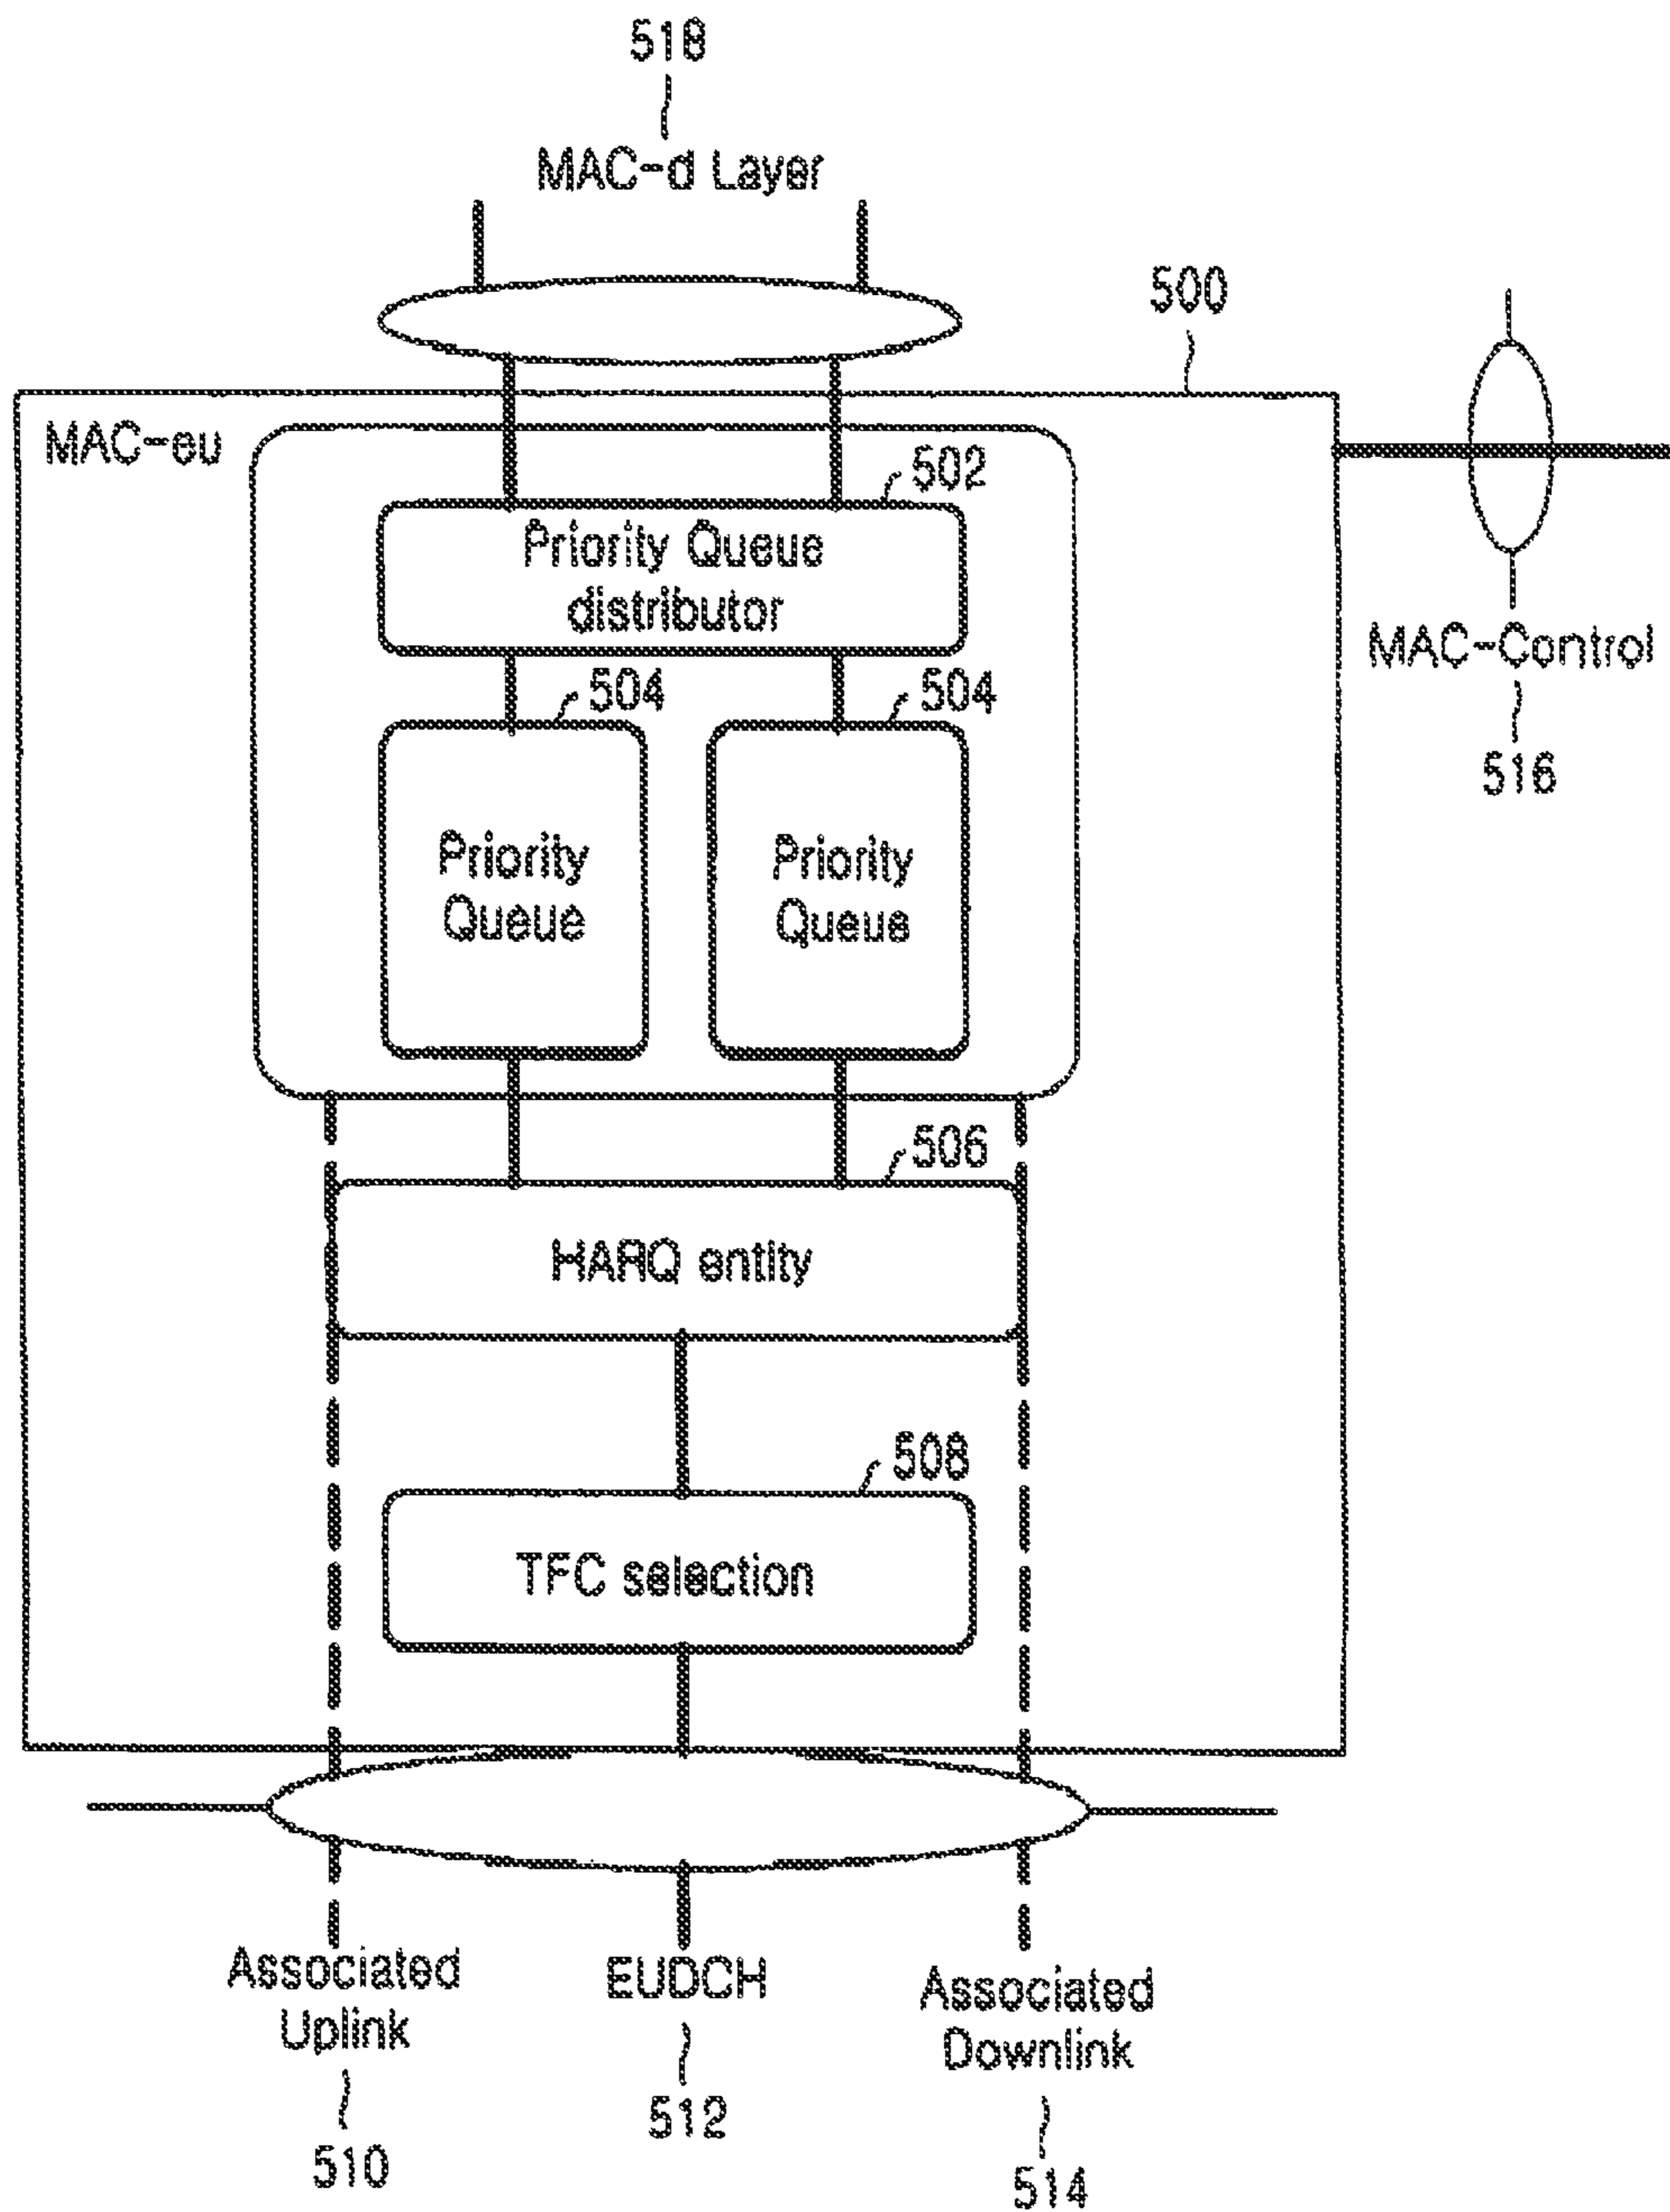 518
MAC-d Layer
500
MAC-eu
502
Priority Queue
distributor
504
504
Priority
Queue
Priority
Queue
MAC-Control
516
506
HARQ entity
508
TFC selection
Associated
Uplink
EUDCH
Associated
Downlink
510
512
514